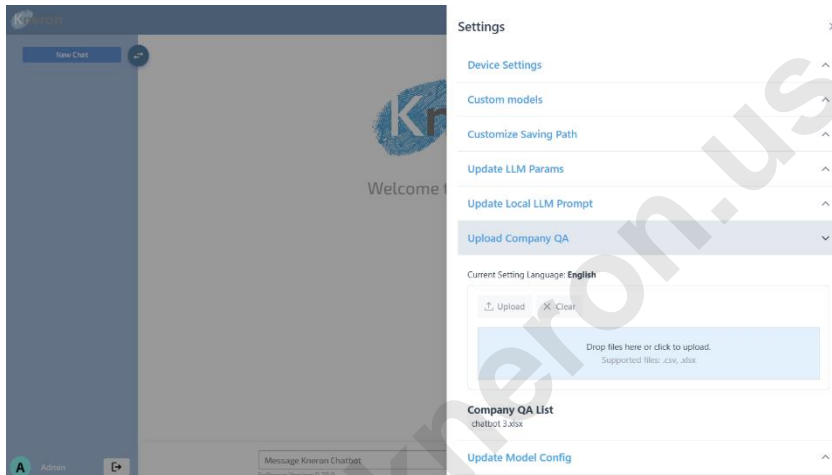 Kneron
New Chat
Welcome t
Settings
Device Settings
Custom models
Customize Saving Path
Update LLM Params
Update Local LLM Prompt
Upload Company QA
Current Setting Language: English
Upload Clear
Drop files here or click to upload.
Supported files: .csv, .xlsx
Company QA List
chatbot 3.xlsx
Update Model Config
A Admin
Message Kneron Chatbot
kneron.us